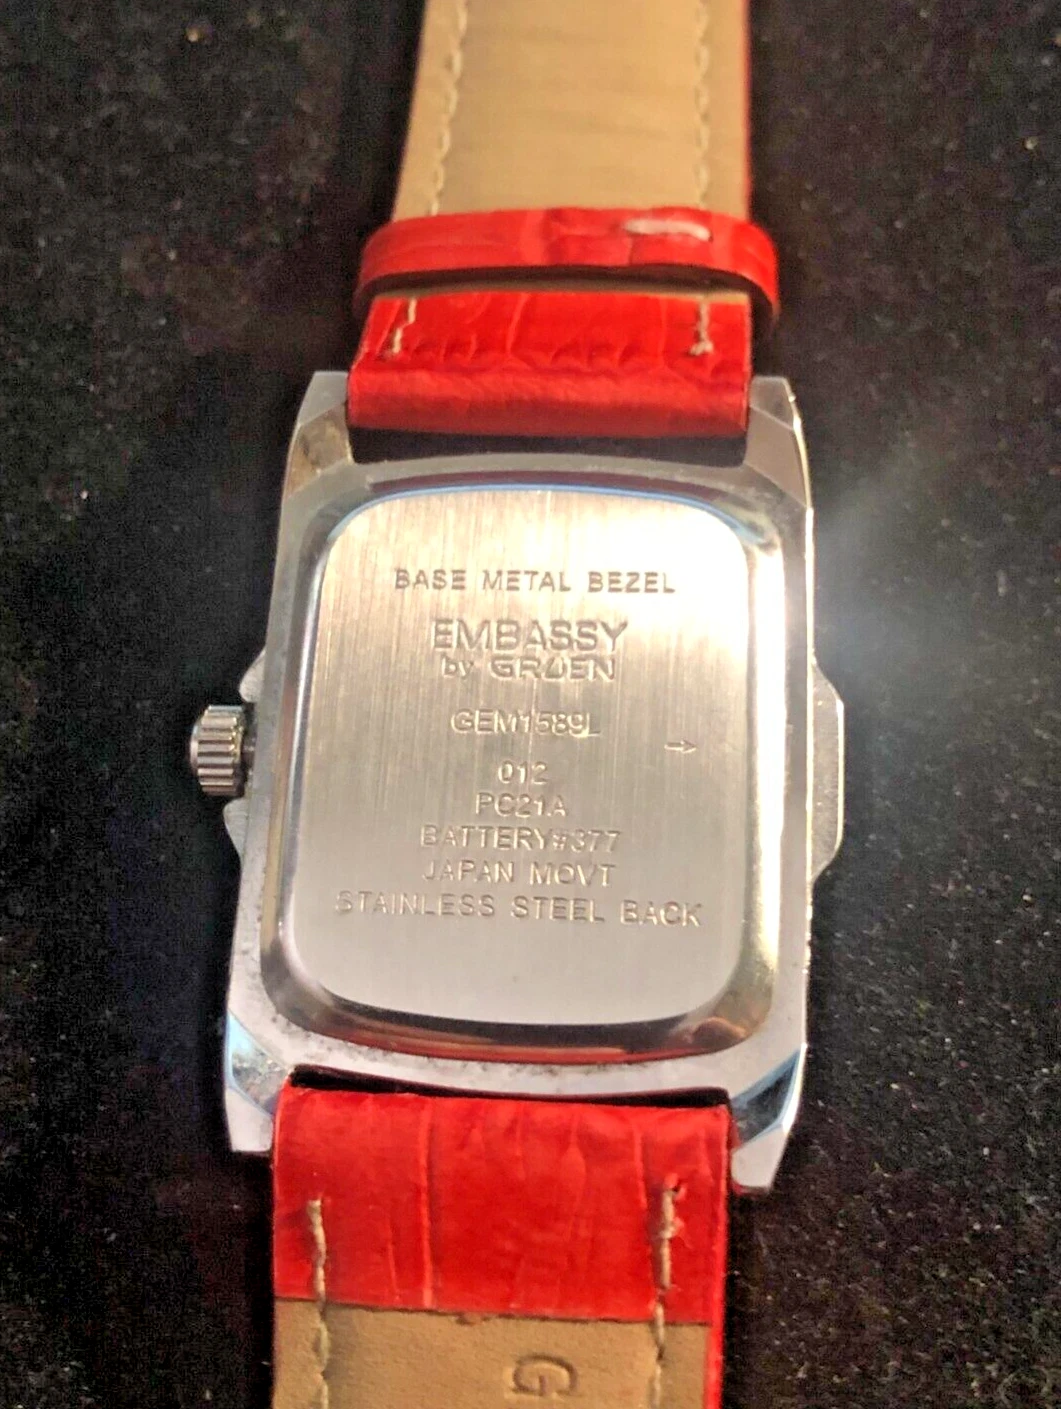 BASE METAL BEZEL
EMBASSY
by GRUEN
GEM1589L
→
012
PC21A
BATTERY#377
JAPAN MOVT
STAINLESS STEEL BACK
G